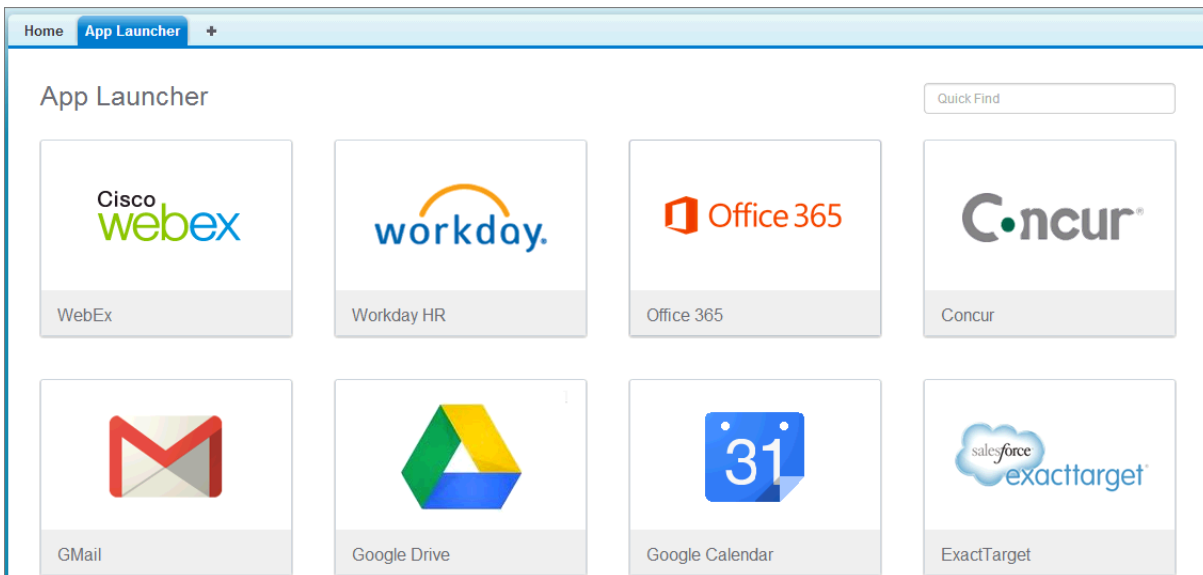 Home App Launcher +
App Launcher
Quick Find
Cisco
webex
workday.
Office 365
Concur
WebEx
Workday HR
Office 365
Concur
31
salesforce
exacttarget
GMail
Google Drive
Google Calendar
ExactTarget